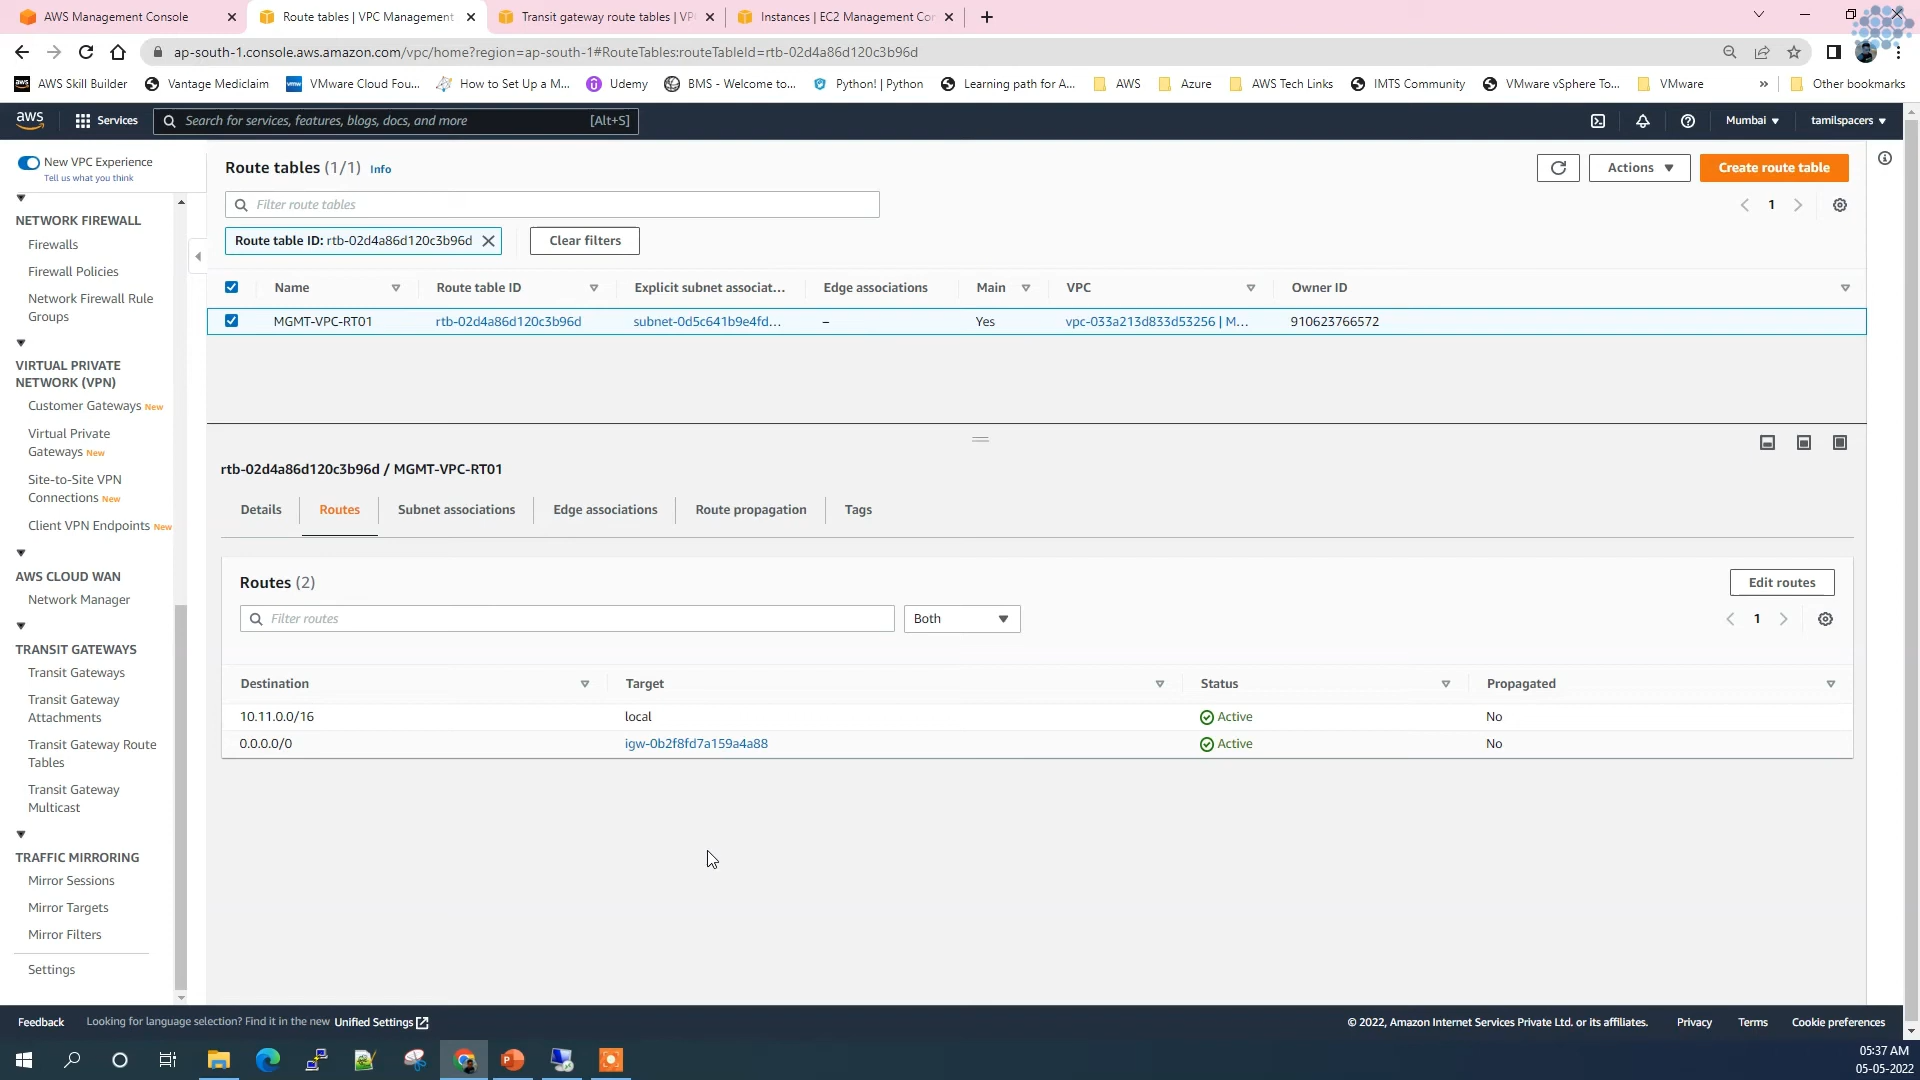 AWS Management Console
Route tables | VPC Management
Transit gateway route tables | VP
Instances | EC2 Management Con
ap-south-1.console.aws.amazon.com/vpc/home?region=ap-south-1#RouteTables:routeTableId=rtb-02d4a86d120c3b96d
AWS Skill Builder
Vantage Mediclaim
VMware Cloud Fou...
How to Set Up a M...
Udemy
BMS - Welcome to...
Python! | Python
Learning path for A...
AWS
Azure
AWS Tech Links
IMTS Community
VMware vSphere To...
VMware
»
Other bookmarks
aws
Services
Search for services, features, blogs, docs, and more
[Alt+S]
Mumbai
tamilspacers
New VPC Experience
Tell us what you think
NETWORK FIREWALL
Firewalls
Firewall Policies
Network Firewall Rule
Groups
VIRTUAL PRIVATE
NETWORK (VPN)
Customer Gateways New
Virtual Private
Gateways New
Site-to-Site VPN
Connections New
Client VPN Endpoints New
AWS CLOUD WAN
Network Manager
TRANSIT GATEWAYS
Transit Gateways
Transit Gateway
Attachments
Transit Gateway Route
Tables
Transit Gateway
Multicast
TRAFFIC MIRRORING
Mirror Sessions
Mirror Targets
Mirror Filters
Settings
Route tables (1/1) Info
Actions
Create route table
Filter route tables
1
Route table ID: rtb-02d4a86d120c3b96d
Clear filters
Name
Route table ID
Explicit subnet associat...
Edge associations
Main
VPC
Owner ID
MGMT-VPC-RT01
rtb-02d4a86d120c3b96d
subnet-0d5c641b9e4fd...
–
Yes
vpc-033a213d833d53256 | M...
910623766572
rtb-02d4a86d120c3b96d / MGMT-VPC-RT01
Details
Routes
Subnet associations
Edge associations
Route propagation
Tags
Routes (2)
Edit routes
Filter routes
Both
1
Destination
Target
Status
Propagated
10.11.0.0/16
local
Active
No
0.0.0.0/0
igw-0b2f8fd7a159a4a88
Active
No
Feedback
Looking for language selection? Find it in the new Unified Settings
© 2022, Amazon Internet Services Private Ltd. or its affiliates.
Privacy
Terms
Cookie preferences
05:37 AM
05-05-2022